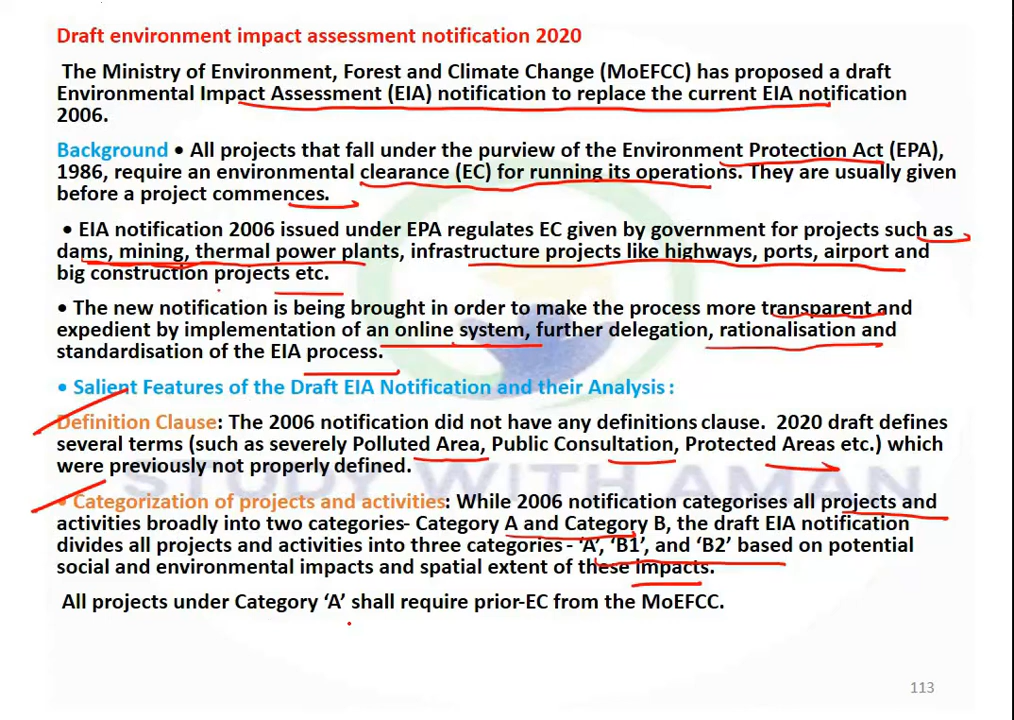 Draft environment impact assessment notification 2020
The Ministry of Environment, Forest and Climate Change (MoEFCC) has proposed a draft
Environmental Impact Assessment (EIA) notification to replace the current EIA notification
2006.
Background • All projects that fall under the purview of the Environment Protection Act (EPA),
1986, require an environmental clearance (EC) for running its operations. They are usually given
before a project commences.
• EIA notification 2006 issued under EPA regulates EC given by government for projects such as
dams, mining, thermal power plants, infrastructure projects like highways, ports, airport and
big construction projects etc.
• The new notification is being brought in order to make the process more transparent and
expedient by implementation of an online system, further delegation, rationalisation and
standardisation of the EIA process.
• Salient Features of the Draft EIA Notification and their Analysis:
Definition Clause: The 2006 notification did not have any definitions clause. 2020 draft defines
several terms (such as severely Polluted Area, Public Consultation, Protected Areas etc.) which
were previously not properly defined.
STUDY WITH AMAN
• Categorization of projects and activities: While 2006 notification categorises all projects and
activities broadly into two categories- Category A and Category B, the draft EIA notification
divides all projects and activities into three categories - ‘A’, ‘B1’, and ‘B2’ based on potential
social and environmental impacts and spatial extent of these impacts.
All projects under Category ‘A’ shall require prior-EC from the MoEFCC.
113